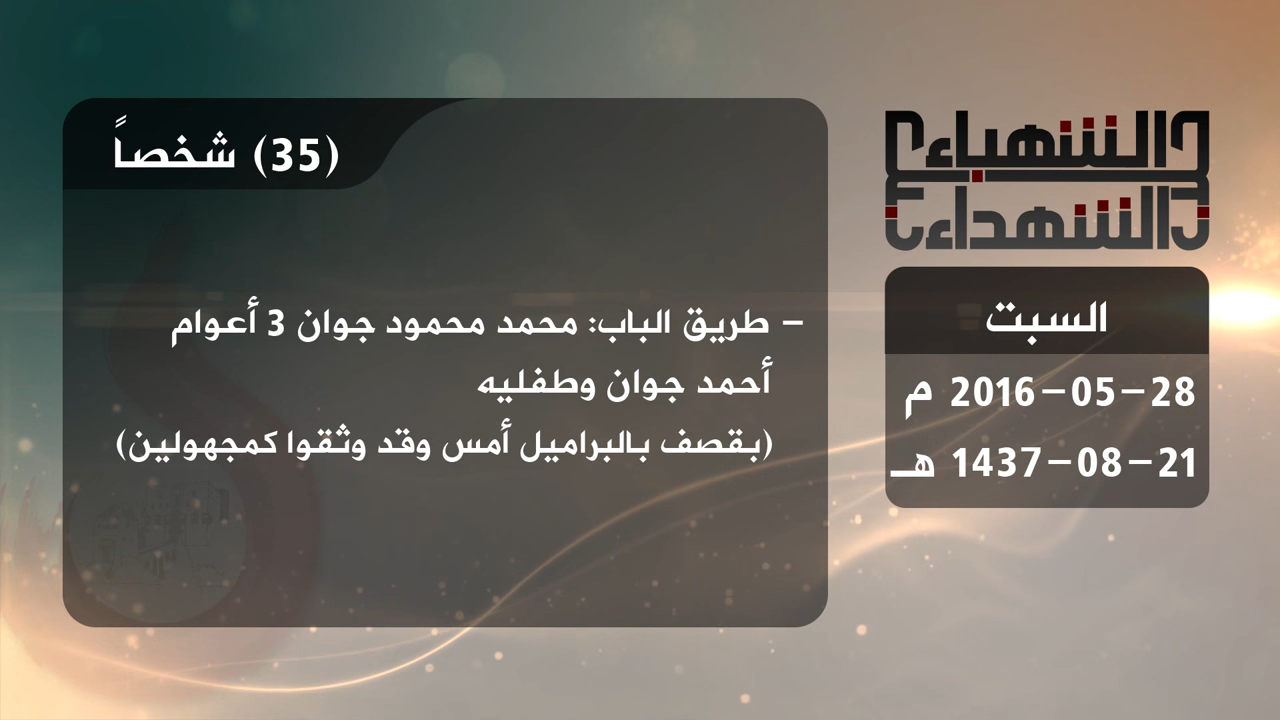 الشهباء
الشهداء
السبت
28-05-2016 م
21-08-1437 هـ
(35) شخصاً
- طريق الباب: محمد محمود جوان 3 أعوام
أحمد جوان وطفليه
(بقصف بالبراميل أمس وقد وثقوا كمجهولين)